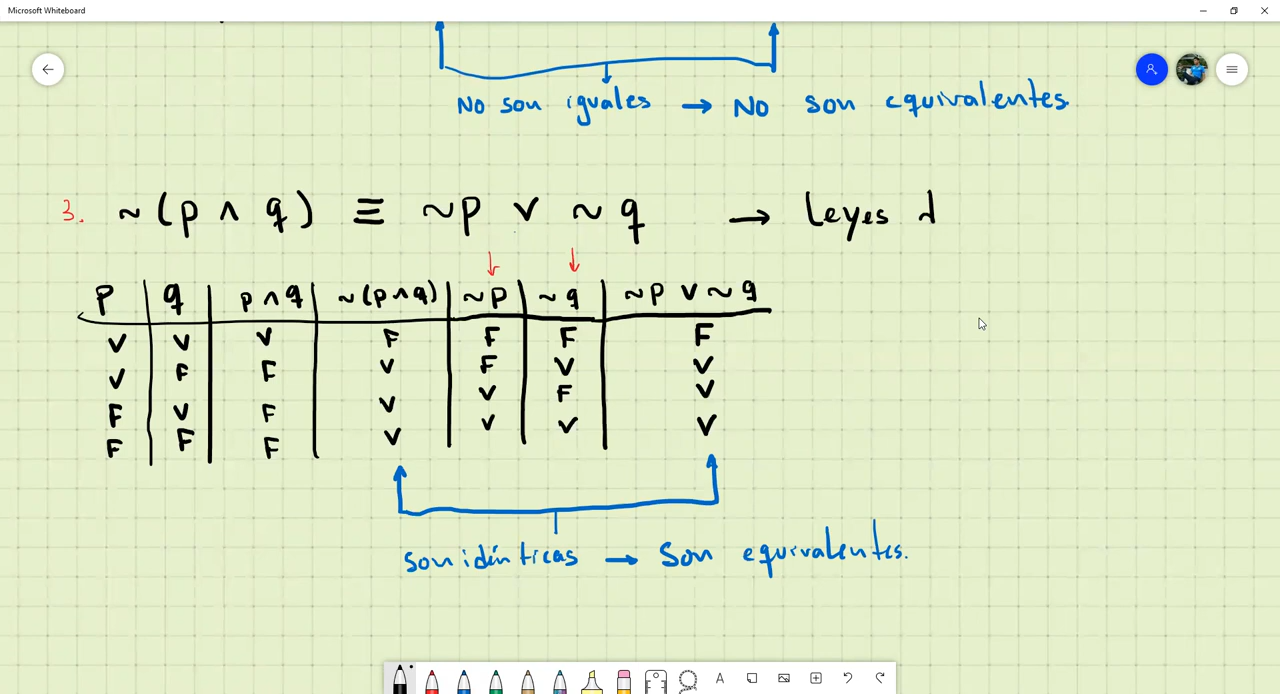 Microsoft Whiteboard
No son iguales → No son equivalentes.
3. ~(p ∧ q) ≡ ~p ∨ ~q → Leyes d
p q p ∧ q ~(p ∧ q) ~p ~q ~p ∨ ~q
V V V F F F F
V F F V F V V
F V F V V F V
F F F V V V V
son idénticas → Son equivalentes.
A